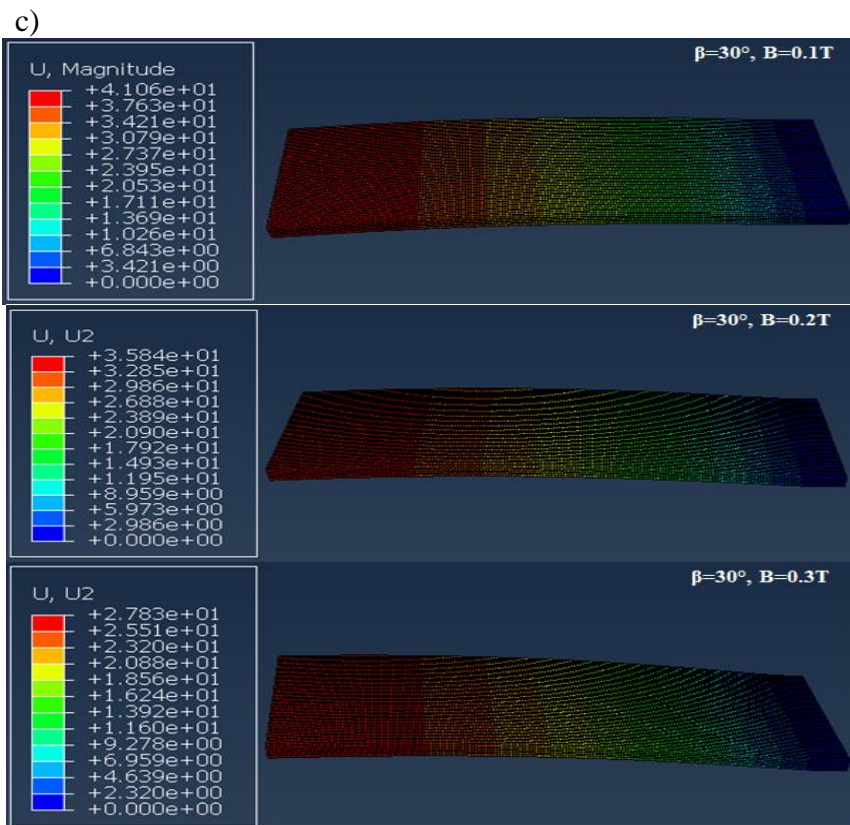 c)
β=30°, B=0.1T
U, Magnitude
+4.106e+01
+3.763e+01
+3.421e+01
+3.079e+01
+2.737e+01
+2.395e+01
+2.053e+01
+1.711e+01
+1.369e+01
+1.026e+01
+6.843e+00
+3.421e+00
+0.000e+00
β=30°, B=0.2T
U, U2
+3.584e+01
+3.285e+01
+2.986e+01
+2.688e+01
+2.389e+01
+2.090e+01
+1.792e+01
+1.493e+01
+1.195e+01
+8.959e+00
+5.973e+00
+2.986e+00
+0.000e+00
β=30°, B=0.3T
U, U2
+2.783e+01
+2.551e+01
+2.320e+01
+2.088e+01
+1.856e+01
+1.624e+01
+1.392e+01
+1.160e+01
+9.278e+00
+6.959e+00
+4.639e+00
+2.320e+00
+0.000e+00